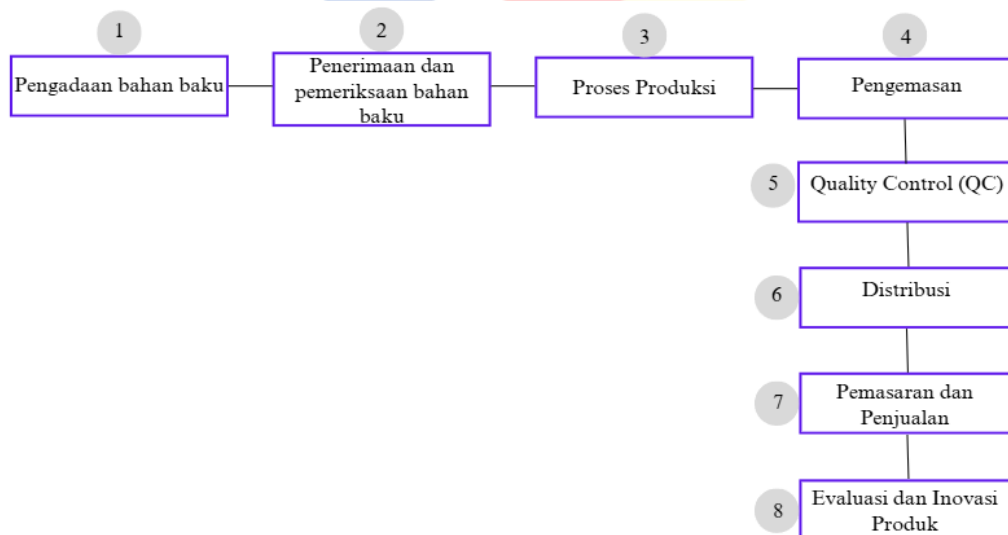 1
Pengadaan bahan baku
2
Penerimaan dan
pemeriksaan bahan
baku
3
Proses Produksi
4
Pengemasan
5
Quality Control (QC)
6
Distribusi
7
Pemasaran dan
Penjualan
8
Evaluasi dan Inovasi
Produk